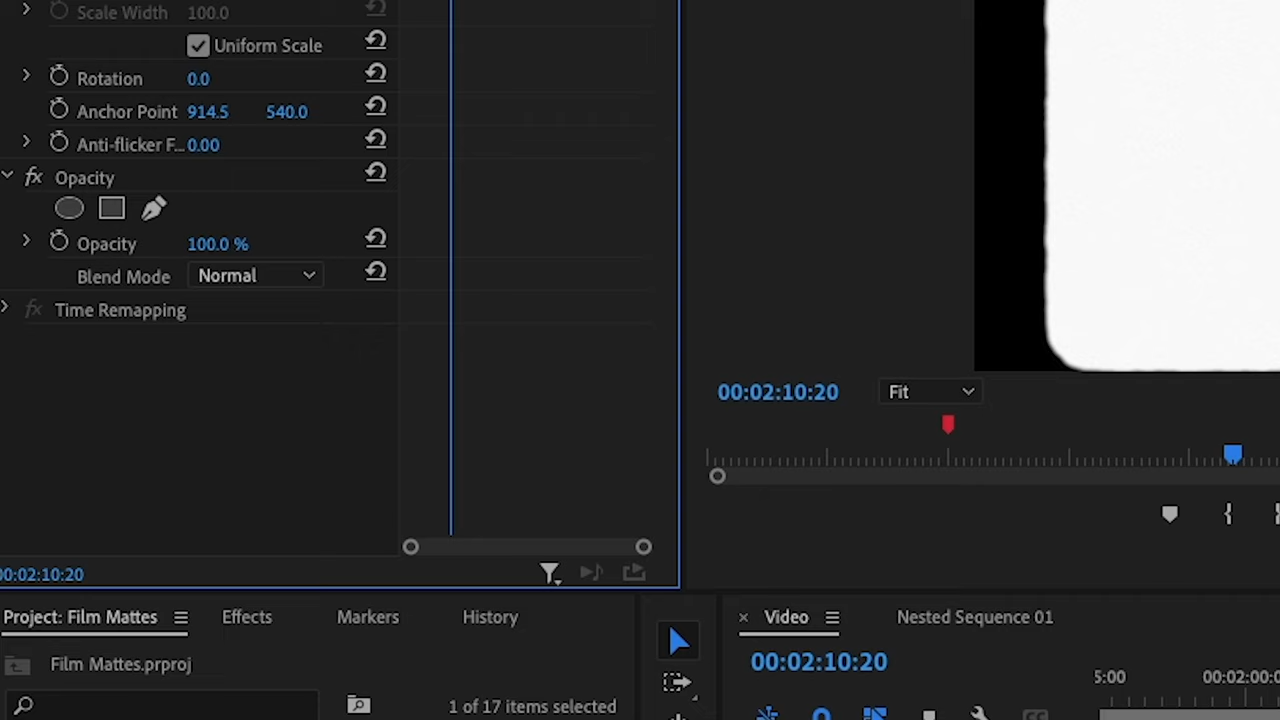 Scale Width 100.0
Uniform Scale
Rotation 0.0
Anchor Point 914.5 540.0
Anti-flicker F... 0.00
fx Opacity
Opacity 100.0 %
Blend Mode Normal
fx Time Remapping
00:02:10:20 Fit
00:02:10:20
Project: Film Mattes Effects Markers History
Film Mattes.prproj
1 of 17 items selected
× Video Nested Sequence 01
00:02:10:20
5:00 00:02:00:0